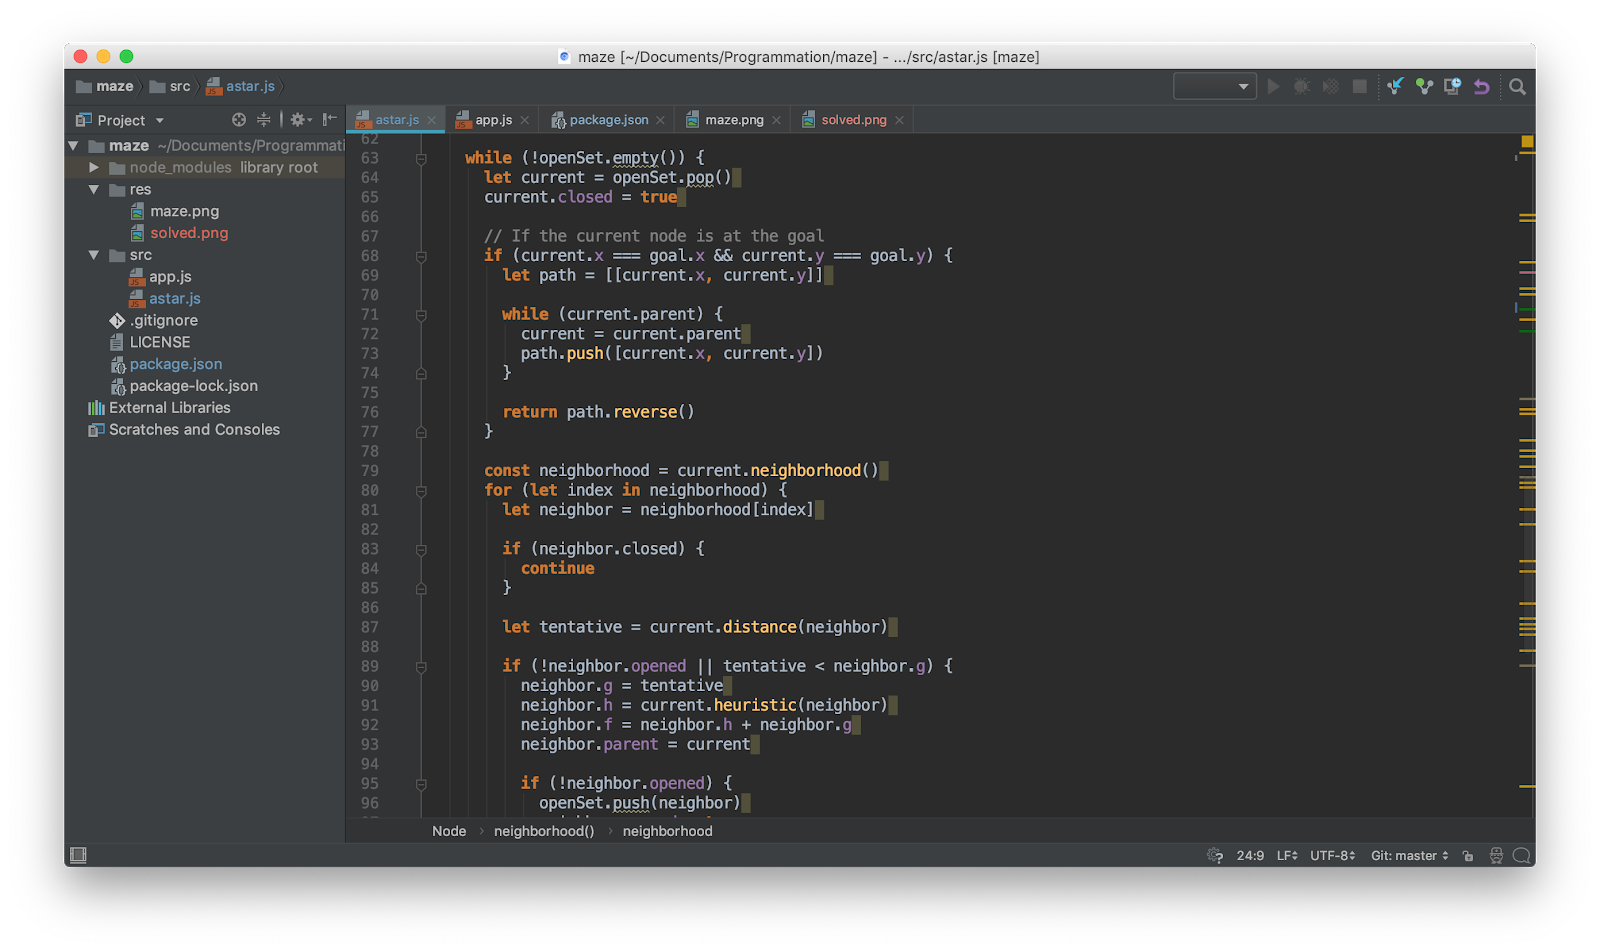 maze [~/Documents/Programmation/maze] - .../src/astar.js [maze]
maze src astar.js
Project
astar.js app.js package.json maze.png solved.png
maze ~/Documents/Programmati
node_modules library root
res
maze.png
solved.png
src
app.js
astar.js
.gitignore
LICENSE
package.json
package-lock.json
External Libraries
Scratches and Consoles
62
63 while (!openSet.empty()) {
64 let current = openSet.pop()
65 current.closed = true
66
67 // If the current node is at the goal
68 if (current.x === goal.x && current.y === goal.y) {
69 let path = [[current.x, current.y]]
70
71 while (current.parent) {
72 current = current.parent
73 path.push([current.x, current.y])
74 }
75
76 return path.reverse()
77 }
78
79 const neighborhood = current.neighborhood()
80 for (let index in neighborhood) {
81 let neighbor = neighborhood[index]
82
83 if (neighbor.closed) {
84 continue
85 }
86
87 let tentative = current.distance(neighbor)
88
89 if (!neighbor.opened || tentative < neighbor.g) {
90 neighbor.g = tentative
91 neighbor.h = current.heuristic(neighbor)
92 neighbor.f = neighbor.h + neighbor.g
93 neighbor.parent = current
94
95 if (!neighbor.opened) {
96 openSet.push(neighbor)
Node neighborhood() neighborhood
24:9 LF UTF-8 Git: master